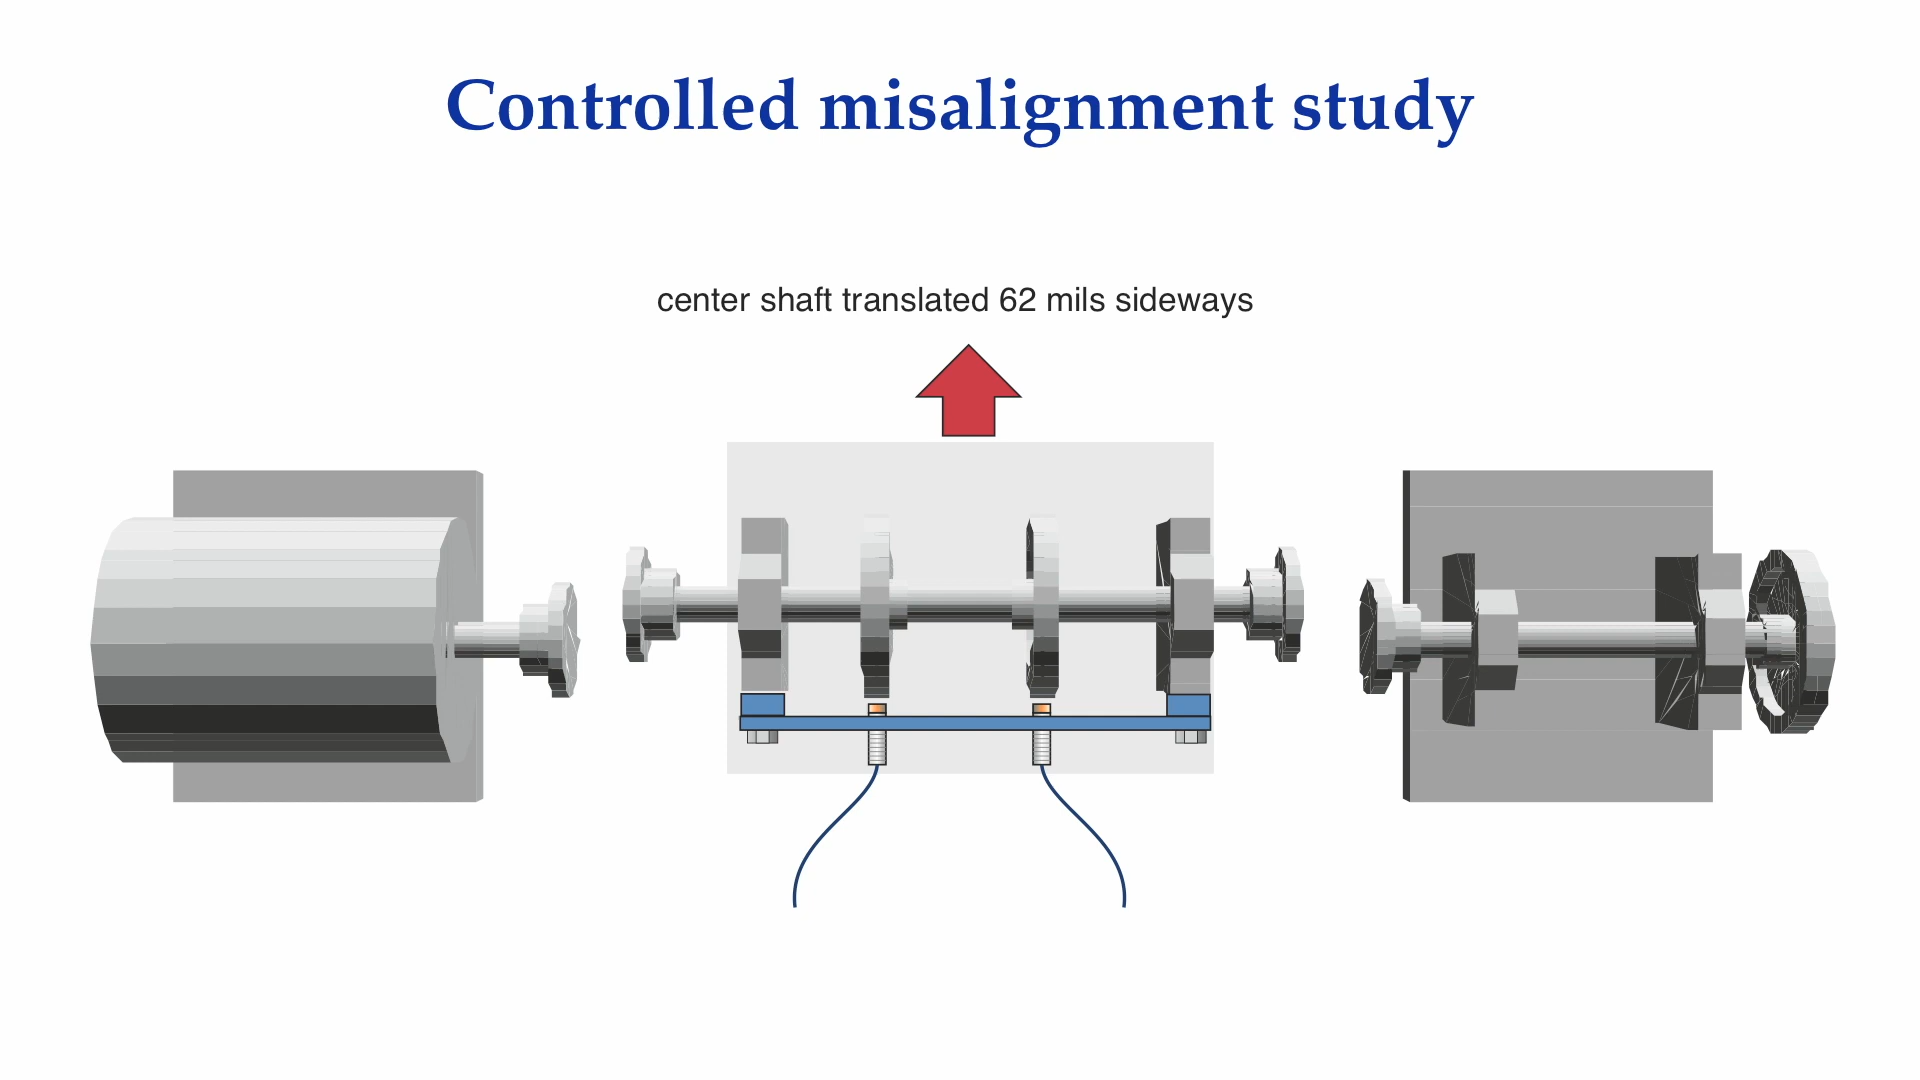 Controlled misalignment study
center shaft translated 62 mils sideways